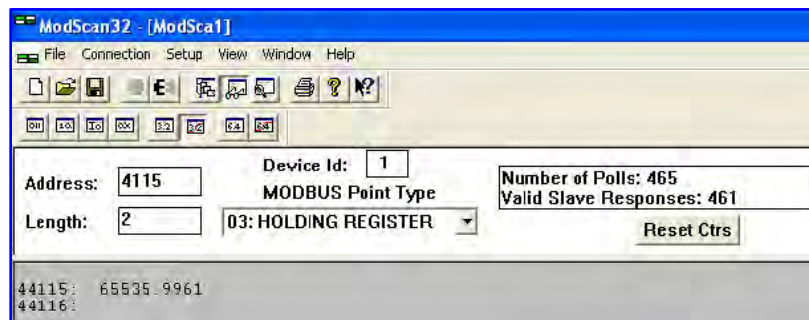 ModScan32 - [ModSca1]
File Connection Setup View Window Help
Address: 4115
Length: 2
Device Id: 1
MODBUS Point Type
03: HOLDING REGISTER
Number of Polls: 465
Valid Slave Responses: 461
Reset Ctrs
44115: 65535.9961
44116: